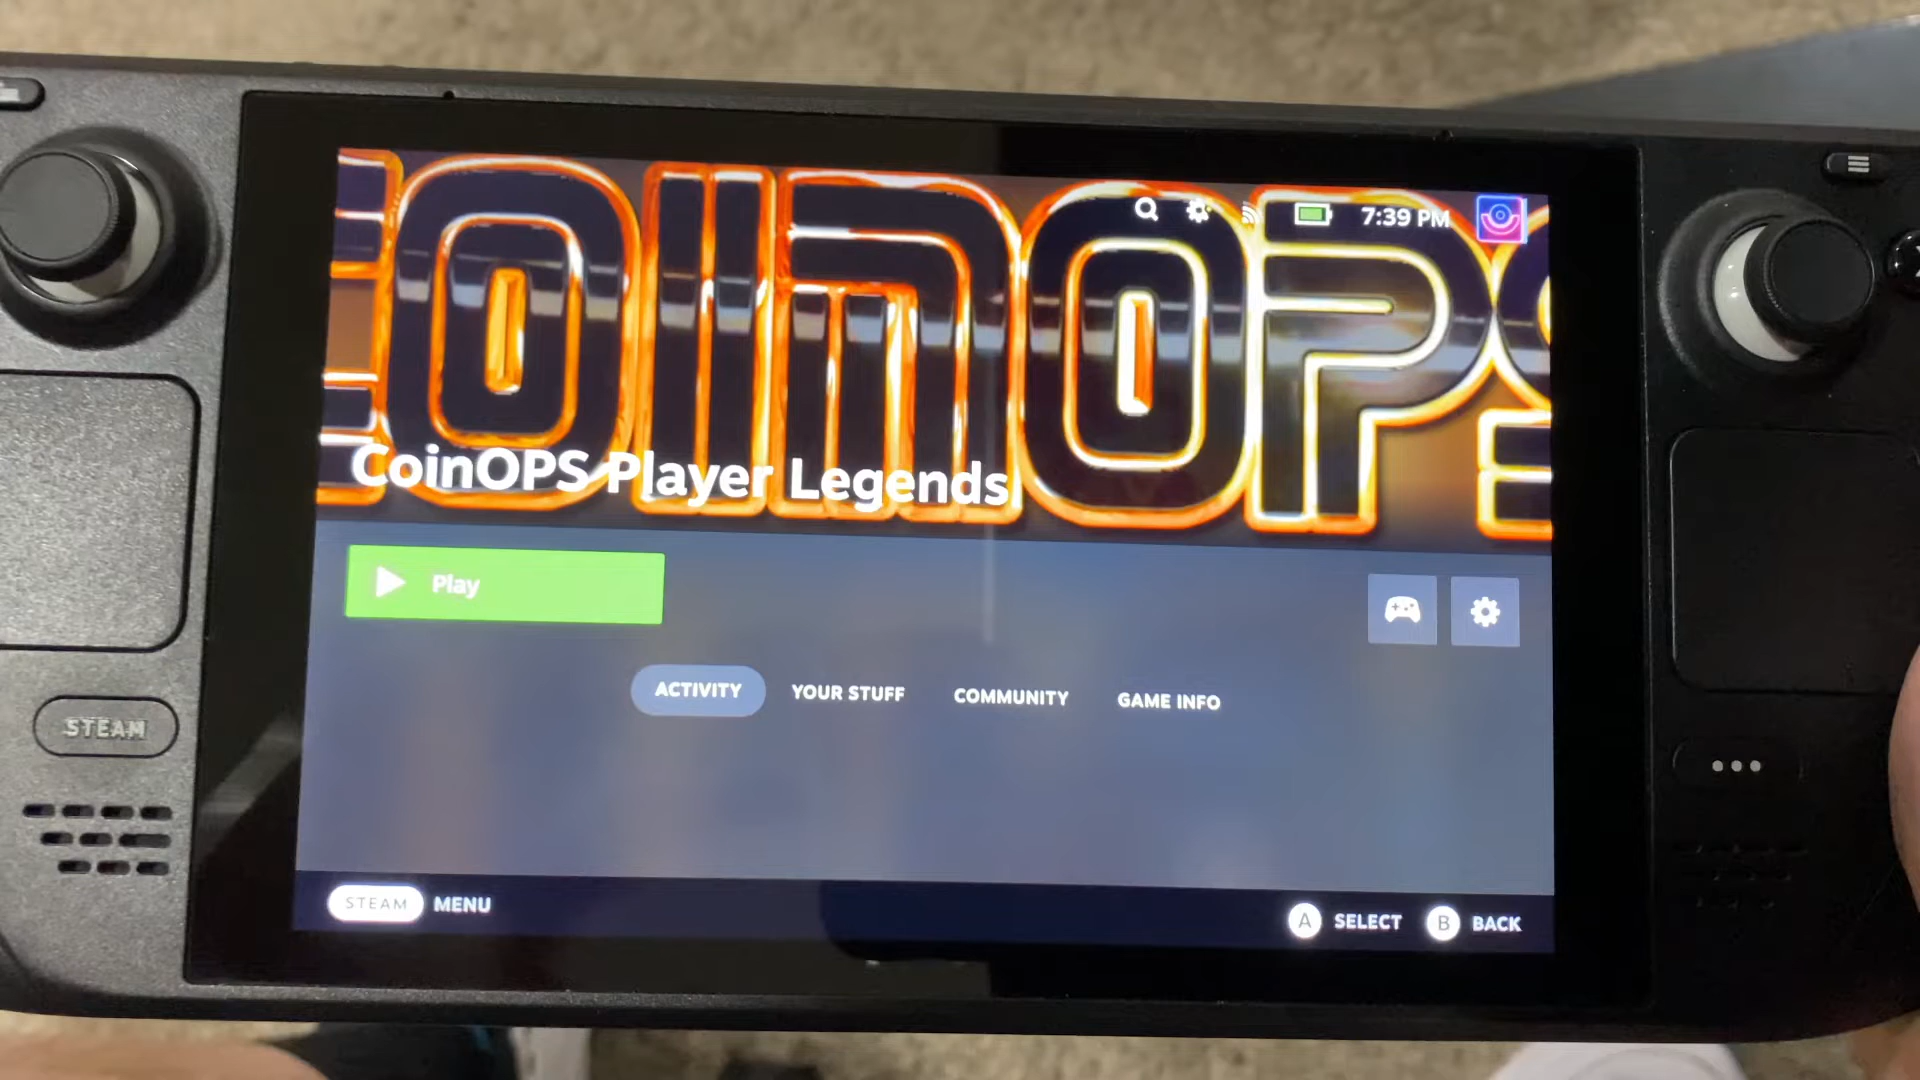 COINOPS
7:39 PM
CoinOPS Player Legends
Play
ACTIVITY YOUR STUFF COMMUNITY GAME INFO
STEAM
STEAM MENU
A SELECT B BACK